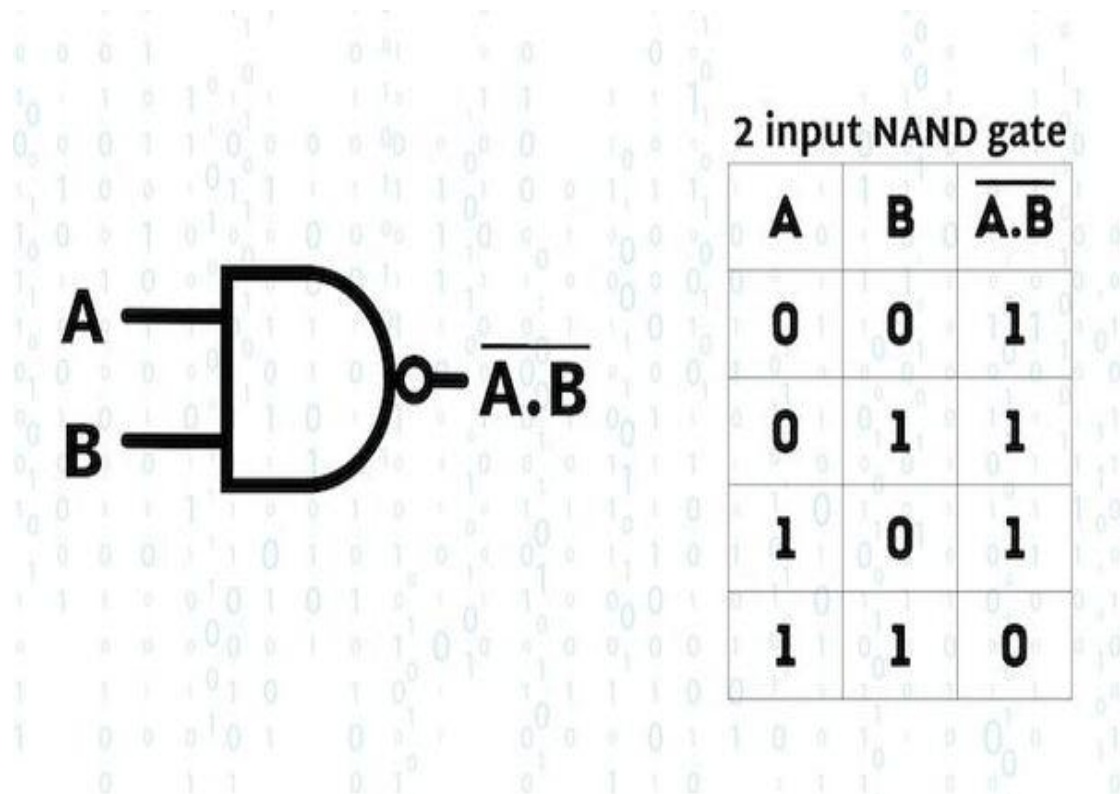 A
B
A.B
2 input NAND gate
A B A.B
0 0 1
0 1 1
1 0 1
1 1 0